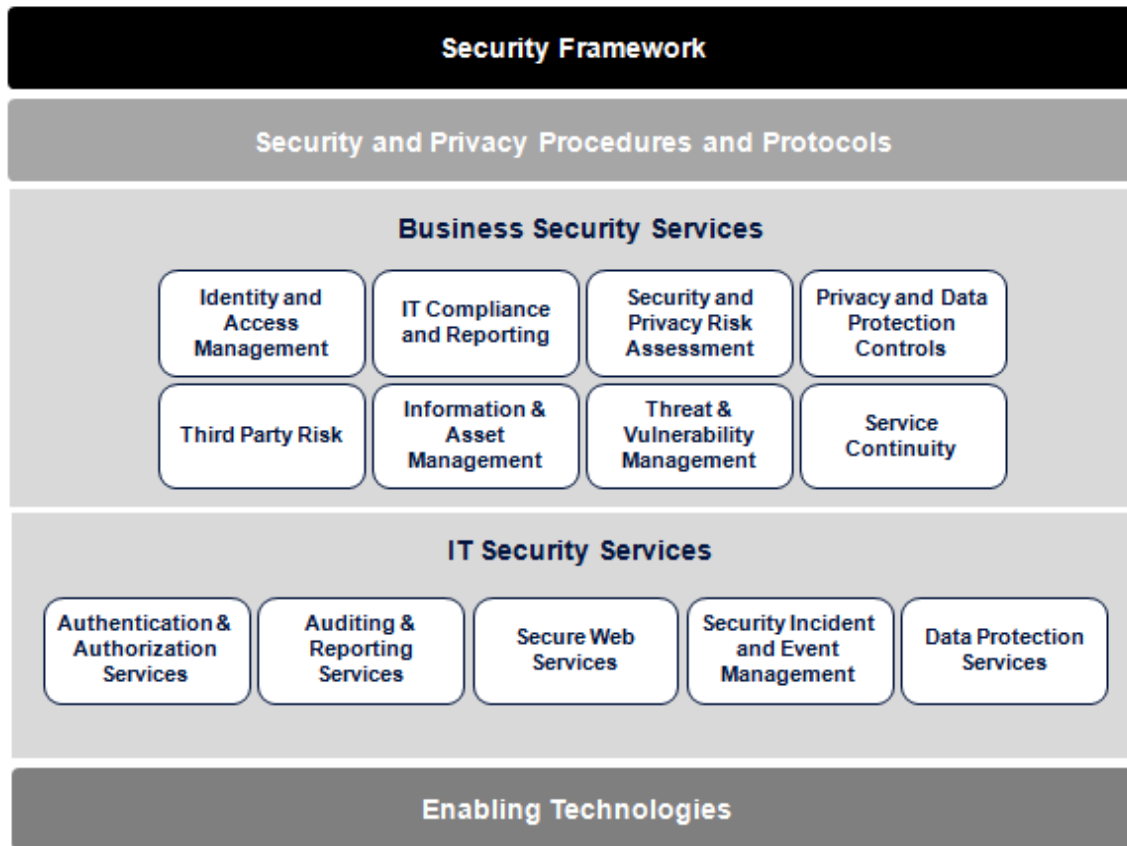 Security Framework
Security and Privacy Procedures and Protocols
Business Security Services
Identity and
Access
Management
IT Compliance
and Reporting
Security and
Privacy Risk
Assessment
Privacy and Data
Protection
Controls
Third Party Risk
Information &
Asset
Management
Threat &
Vulnerability
Management
Service
Continuity
IT Security Services
Authentication &
Authorization
Services
Auditing &
Reporting
Services
Secure Web
Services
Security Incident
and Event
Management
Data Protection
Services
Enabling Technologies